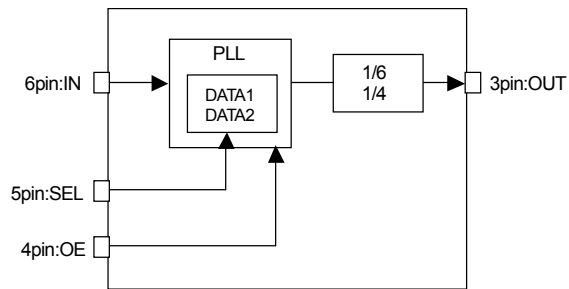 PLL
6pin:IN
DATA1
DATA2
1/6
1/4
3pin:OUT
5pin:SEL
4pin:OE